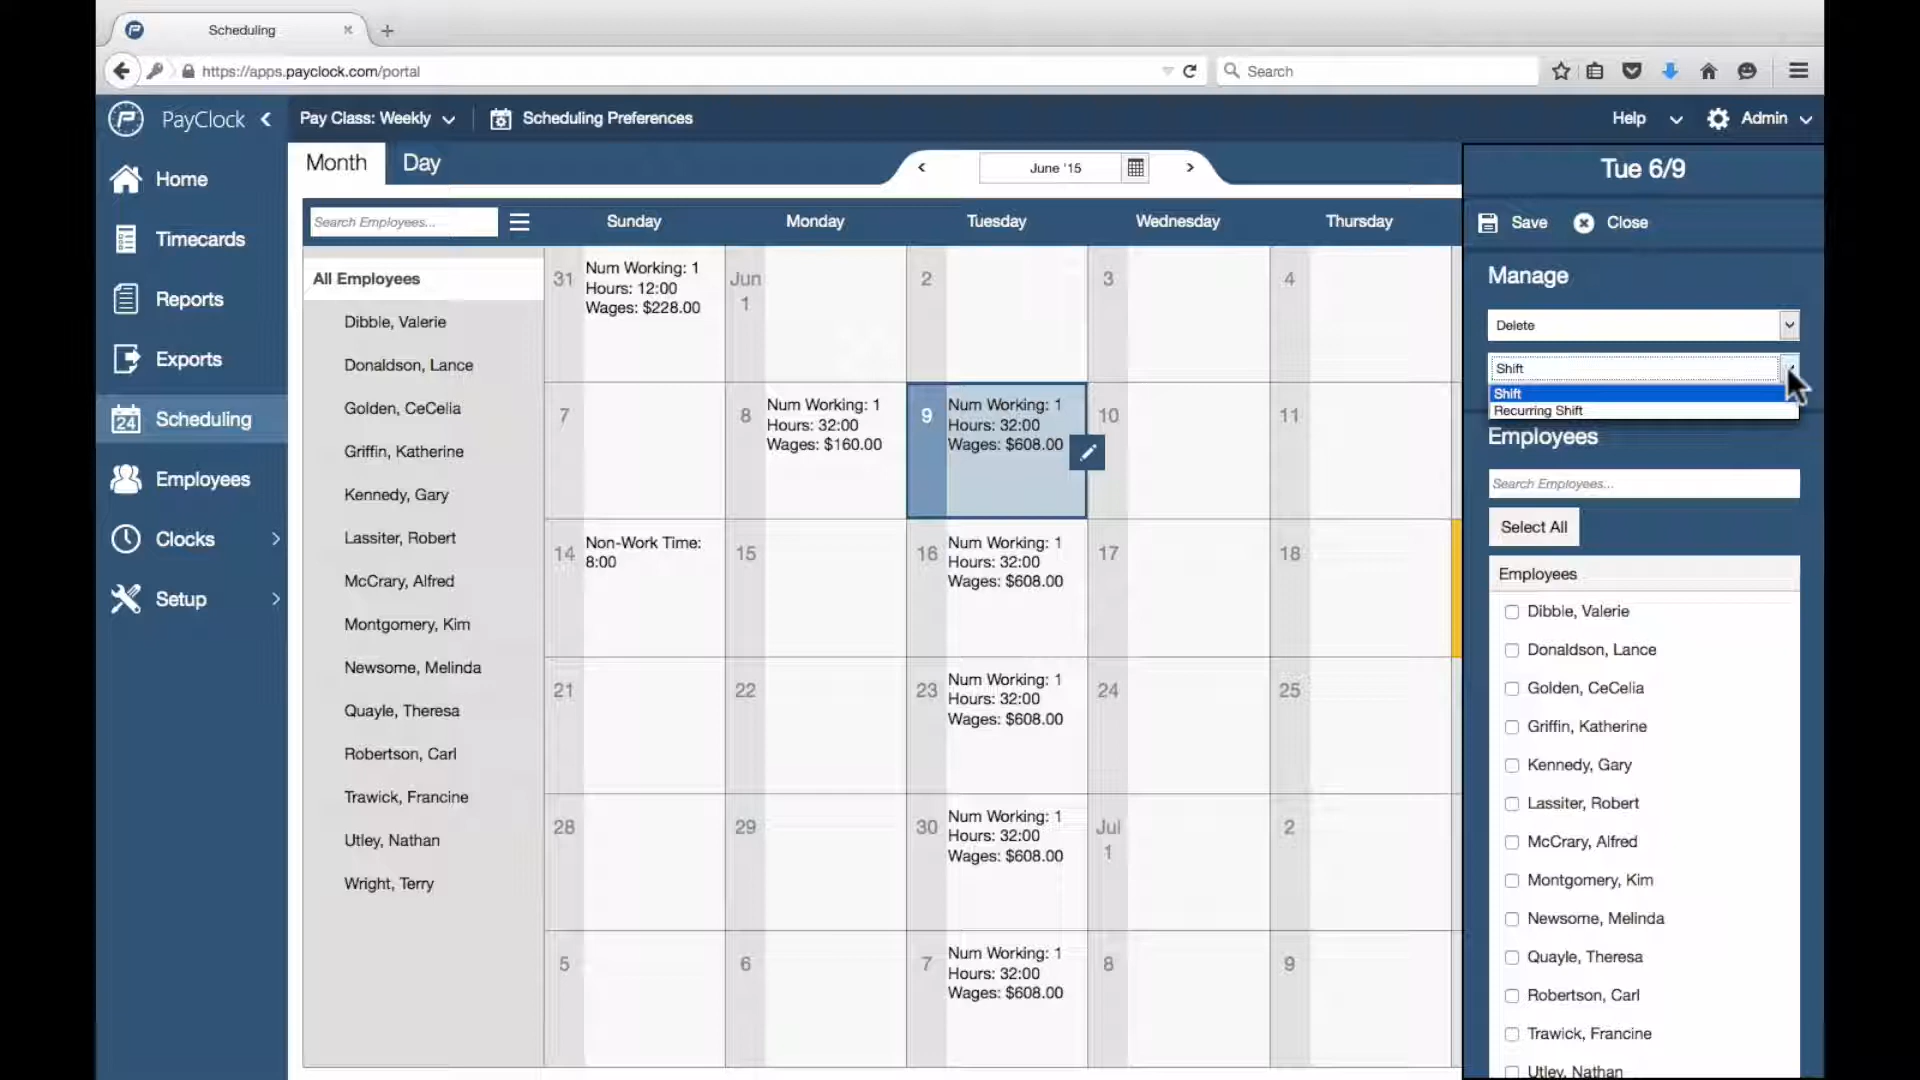 Scheduling
https://apps.payclock.com/portal
Search
PayClock
Pay Class: Weekly
Scheduling Preferences
Help
Admin
Home
Timecards
Reports
Exports
24
Scheduling
Employees
Clocks
Setup
Month
Day
June '15
Search Employees...
Sunday
Monday
Tuesday
Wednesday
Thursday
All Employees
Dibble, Valerie
Donaldson, Lance
Golden, CeCelia
Griffin, Katherine
Kennedy, Gary
Lassiter, Robert
McCrary, Alfred
Montgomery, Kim
Newsome, Melinda
Quayle, Theresa
Robertson, Carl
Trawick, Francine
Utley, Nathan
Wright, Terry
31
Num Working: 1
Hours: 12:00
Wages: $228.00
Jun
1
2
3
4
7
8
Num Working: 1
Hours: 32:00
Wages: $160.00
9
Num Working: 1
Hours: 32:00
Wages: $608.00
10
11
14
Non-Work Time:
8:00
15
16
Num Working: 1
Hours: 32:00
Wages: $608.00
17
18
21
22
23
Num Working: 1
Hours: 32:00
Wages: $608.00
24
25
28
29
30
Num Working: 1
Hours: 32:00
Wages: $608.00
Jul
1
2
5
6
7
Num Working: 1
Hours: 32:00
Wages: $608.00
8
9
Tue 6/9
Save
Close
Manage
Delete
Shift
Shift
Recurring Shift
Employees
Search Employees...
Select All
Employees
Dibble, Valerie
Donaldson, Lance
Golden, CeCelia
Griffin, Katherine
Kennedy, Gary
Lassiter, Robert
McCrary, Alfred
Montgomery, Kim
Newsome, Melinda
Quayle, Theresa
Robertson, Carl
Trawick, Francine
Utley, Nathan